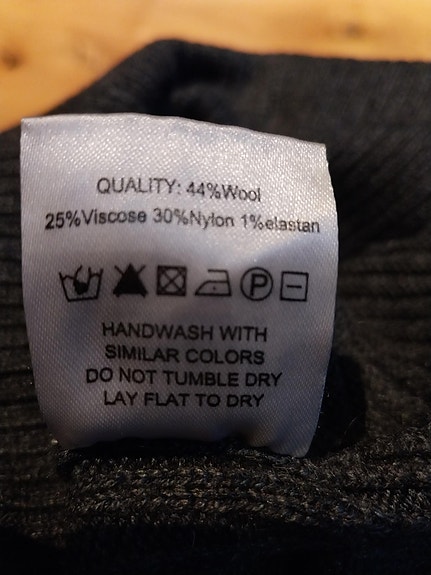 QUALITY: 44%Wool
25%Viscose 30%Nylon 1%elastan
P
HANDWASH WITH
SIMILAR COLORS
DO NOT TUMBLE DRY
LAY FLAT TO DRY